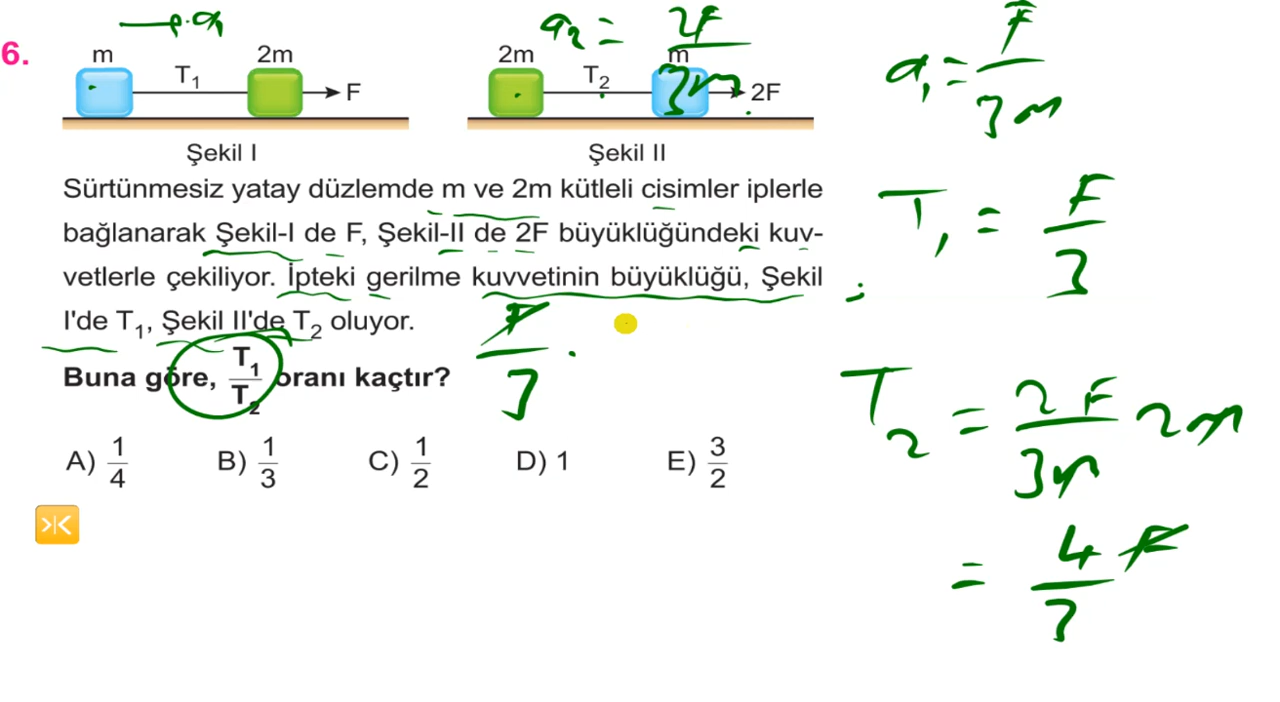 6.
a₁
m
2m
T₁
F
Şekil I
a₂ = 2F / 3m
2m
m
T₂
2F
Şekil II
a₁ = F / 3m
Sürtünmesiz yatay düzlemde m ve 2m kütleli cisimler iplerle
bağlanarak Şekil-I de F, Şekil-II de 2F büyüklüğündeki kuv-
vetlerle çekiliyor. İpteki gerilme kuvvetinin büyüklüğü, Şekil
I'de T₁, Şekil II'de T₂ oluyor.
Buna göre, T₁/T₂ oranı kaçtır?
A) 1/4 B) 1/3 C) 1/2 D) 1 E) 3/2
F / 3
T₁ = F / 3
T₂ = 2F / 3m 2m
= 4F / 3